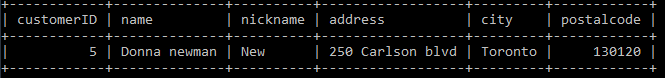 +------------+--------------+----------+------------------+---------+------------+
| customerID | name         | nickname | address          | city    | postalcode |
+------------+--------------+----------+------------------+---------+------------+
|          5 | Donna newman | New      | 250 Carlson blvd | Toronto |     130120 |
+------------+--------------+----------+------------------+---------+------------+